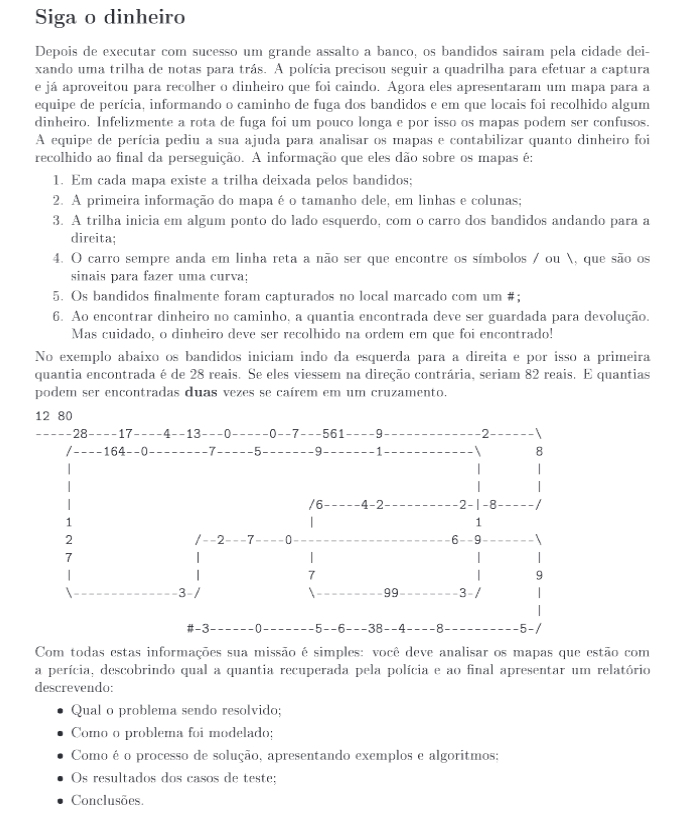 Siga o dinheiro
Depois de executar com sucesso um grande assalto a banco, os bandidos sairam pela cidade dei-
xando uma trilha de notas para trás. A polícia precisou seguir a quadrilha para efetuar a captura
e já aproveitou para recolher o dinheiro que foi caindo. Agora eles apresentaram um mapa para a
equipe de perícia, informando o caminho de fuga dos bandidos e em que locais foi recolhido algum
dinheiro. Infelizmente a rota de fuga foi um pouco longa e por isso os mapas podem ser confusos.
A equipe de perícia pediu a sua ajuda para analisar os mapas e contabilizar quanto dinheiro foi
recolhido ao final da perseguição. A informação que eles dão sobre os mapas é:
1. Em cada mapa existe a trilha deixada pelos bandidos;
2. A primeira informação do mapa é o tamanho dele, em linhas e colunas;
3. A trilha inicia em algum ponto do lado esquerdo, com o carro dos bandidos andando para a
direita;
4. O carro sempre anda em linha reta a não ser que encontre os símbolos / ou \, que são os
sinais para fazer uma curva;
5. Os bandidos finalmente foram capturados no local marcado com um #;
6. Ao encontrar dinheiro no caminho, a quantia encontrada deve ser guardada para devolução.
Mas cuidado, o dinheiro deve ser recolhido na ordem em que foi encontrado!
No exemplo abaixo os bandidos iniciam indo da esquerda para a direita e por isso a primeira
quantia encontrada é de 28 reais. Se eles viessem na direção contrária, seriam 82 reais. E quantias
podem ser encontradas duas vezes se caírem em um cruzamento.
12 80
-----28----17----4--13---0-----0--7---561----9-------------2------\
/----164--0--------7-----5-------9-------1------------\ 8
| | |
| | |
| /6-----4-2----------2-|-8-----/
1 | 1
2 /--2---7----0----------------------6--9-------\
7 | | | |
| | 7 | 9
\--------------3-/ \---------99--------3-/ |
|
#-3------0-------5--6---38--4----8-----------5-/
Com todas estas informações sua missão é simples: você deve analisar os mapas que estão com
a perícia, descobrindo qual a quantia recuperada pela polícia e ao final apresentar um relatório
descrevendo:
• Qual o problema sendo resolvido;
• Como o problema foi modelado;
• Como é o processo de solução, apresentando exemplos e algoritmos;
• Os resultados dos casos de teste;
• Conclusões.